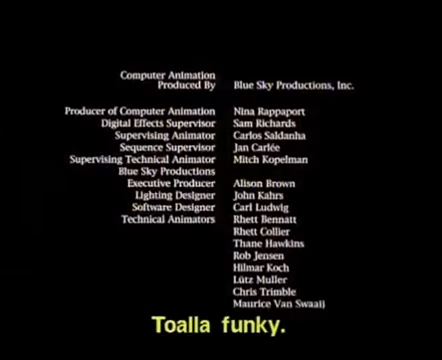 Computer Animation
Produced By Blue Sky Productions, Inc.
Producer of Computer Animation Nina Rappaport
Digital Effects Supervisor Sam Richards
Supervising Animator Carlos Saldanha
Sequence Supervisor Jan Carlée
Supervising Technical Animator Mitch Kopelman
Blue Sky Productions
Executive Producer Alison Brown
Lighting Designer John Kahrs
Software Designer Carl Ludwig
Technical Animators Rhett Bennatt
Rhett Collier
Thane Hawkins
Rob Jensen
Hilmar Koch
Lütz Muller
Chris Trimble
Maurice Van Swaaij
Toalla funky.